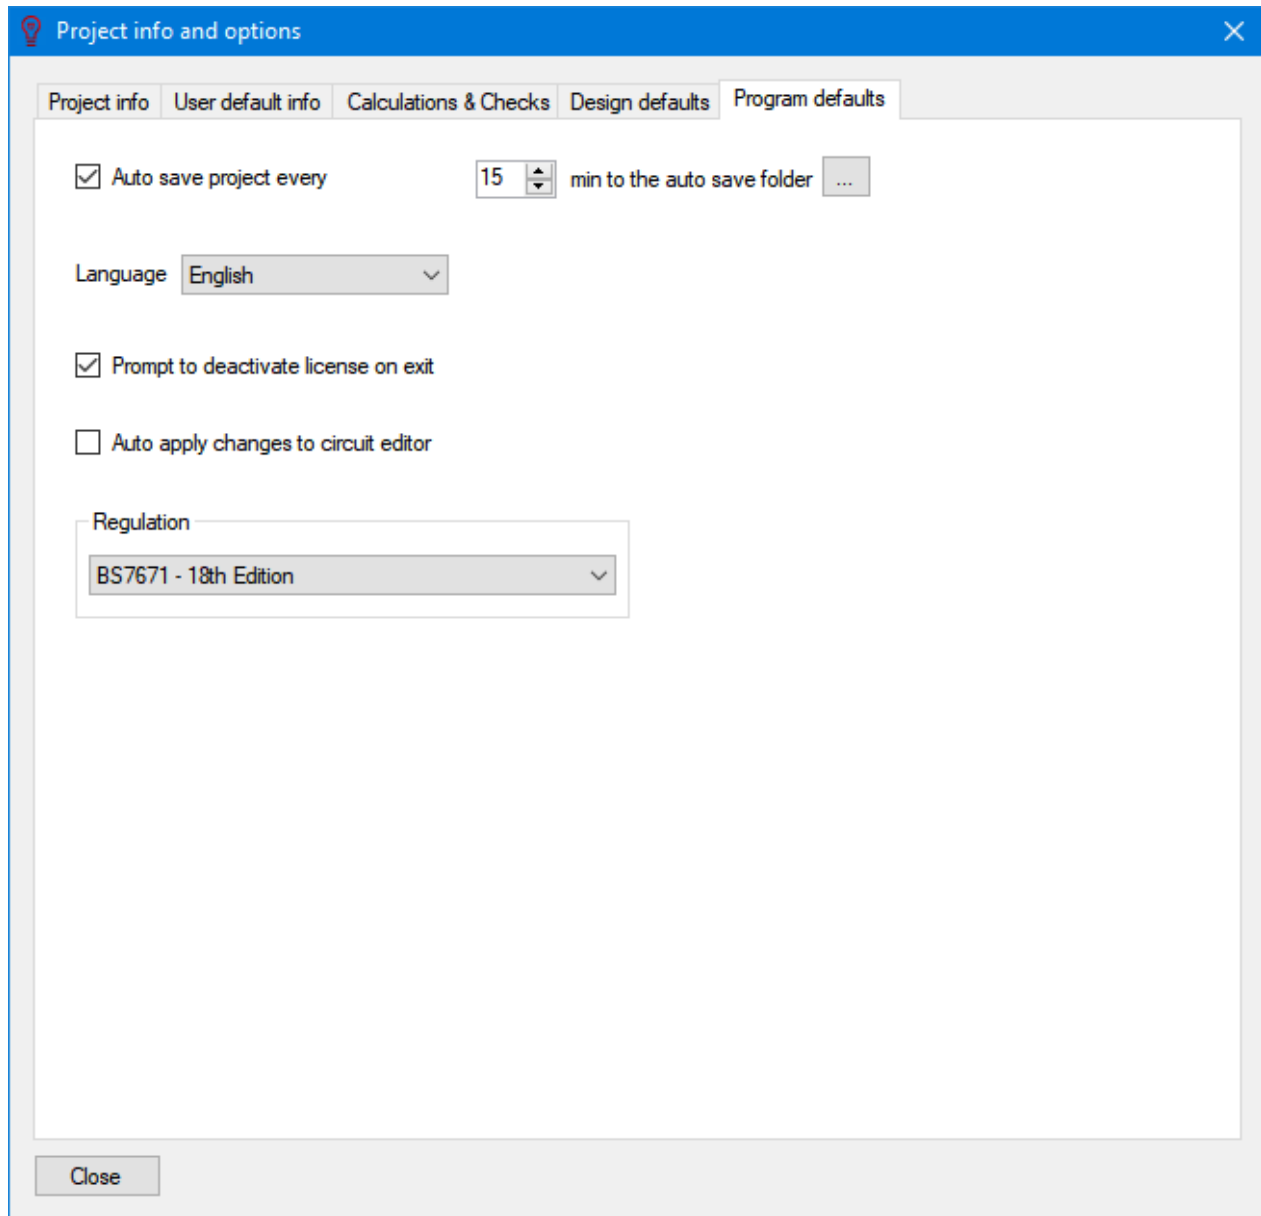 Project info and options
Project info User default info Calculations & Checks Design defaults Program defaults
Auto save project every 15 min to the auto save folder ...
Language English
Prompt to deactivate license on exit
Auto apply changes to circuit editor
Regulation
BS7671 - 18th Edition
Close